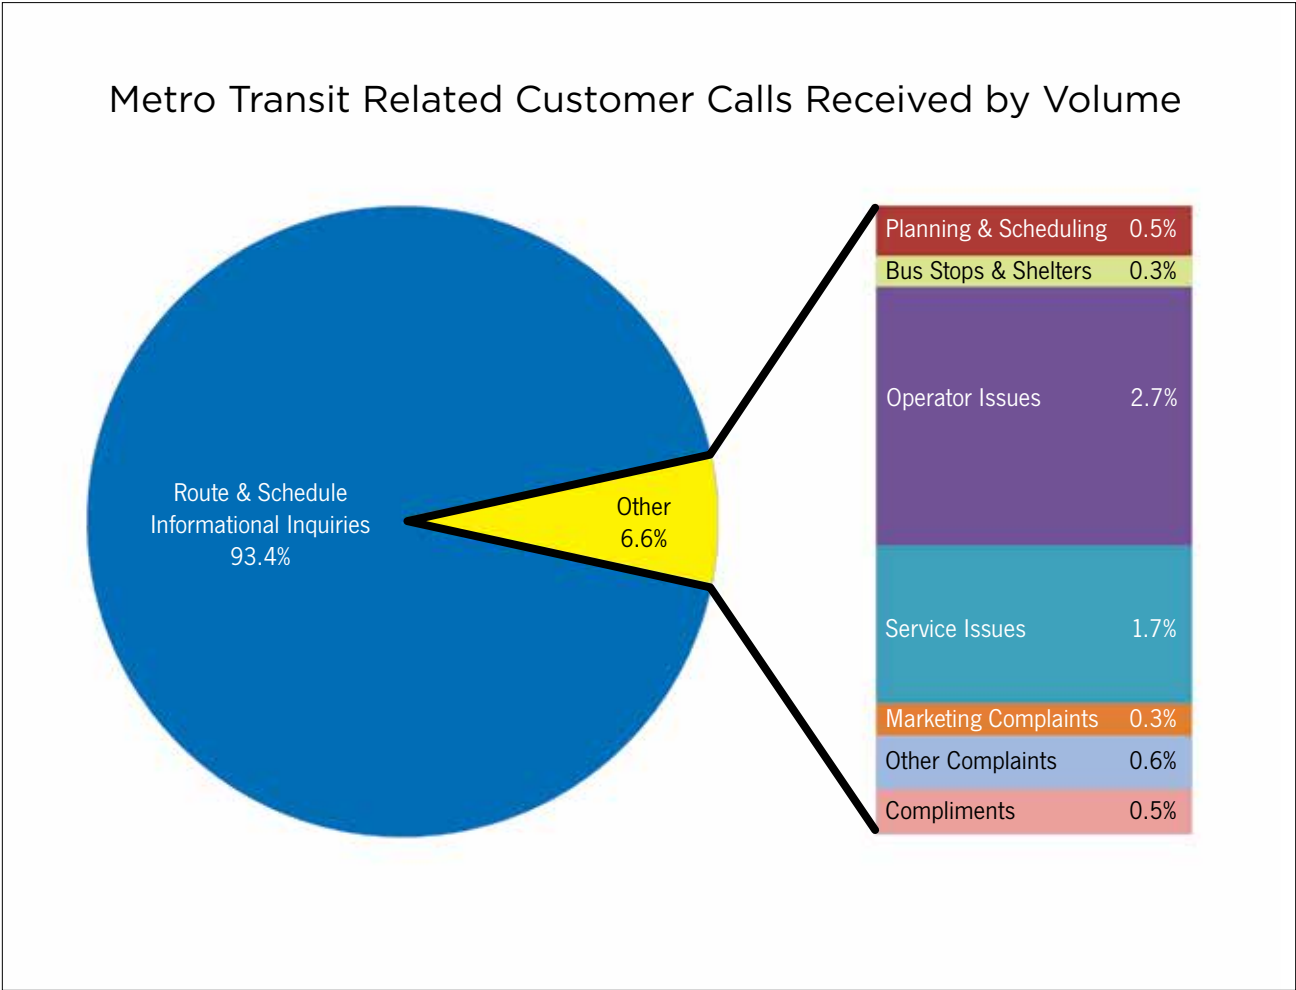 Metro Transit Related Customer Calls Received by Volume
Route & Schedule
Informational Inquiries
93.4%
Other
6.6%
Planning & Scheduling 0.5%
Bus Stops & Shelters 0.3%
Operator Issues 2.7%
Service Issues 1.7%
Marketing Complaints 0.3%
Other Complaints 0.6%
Compliments 0.5%